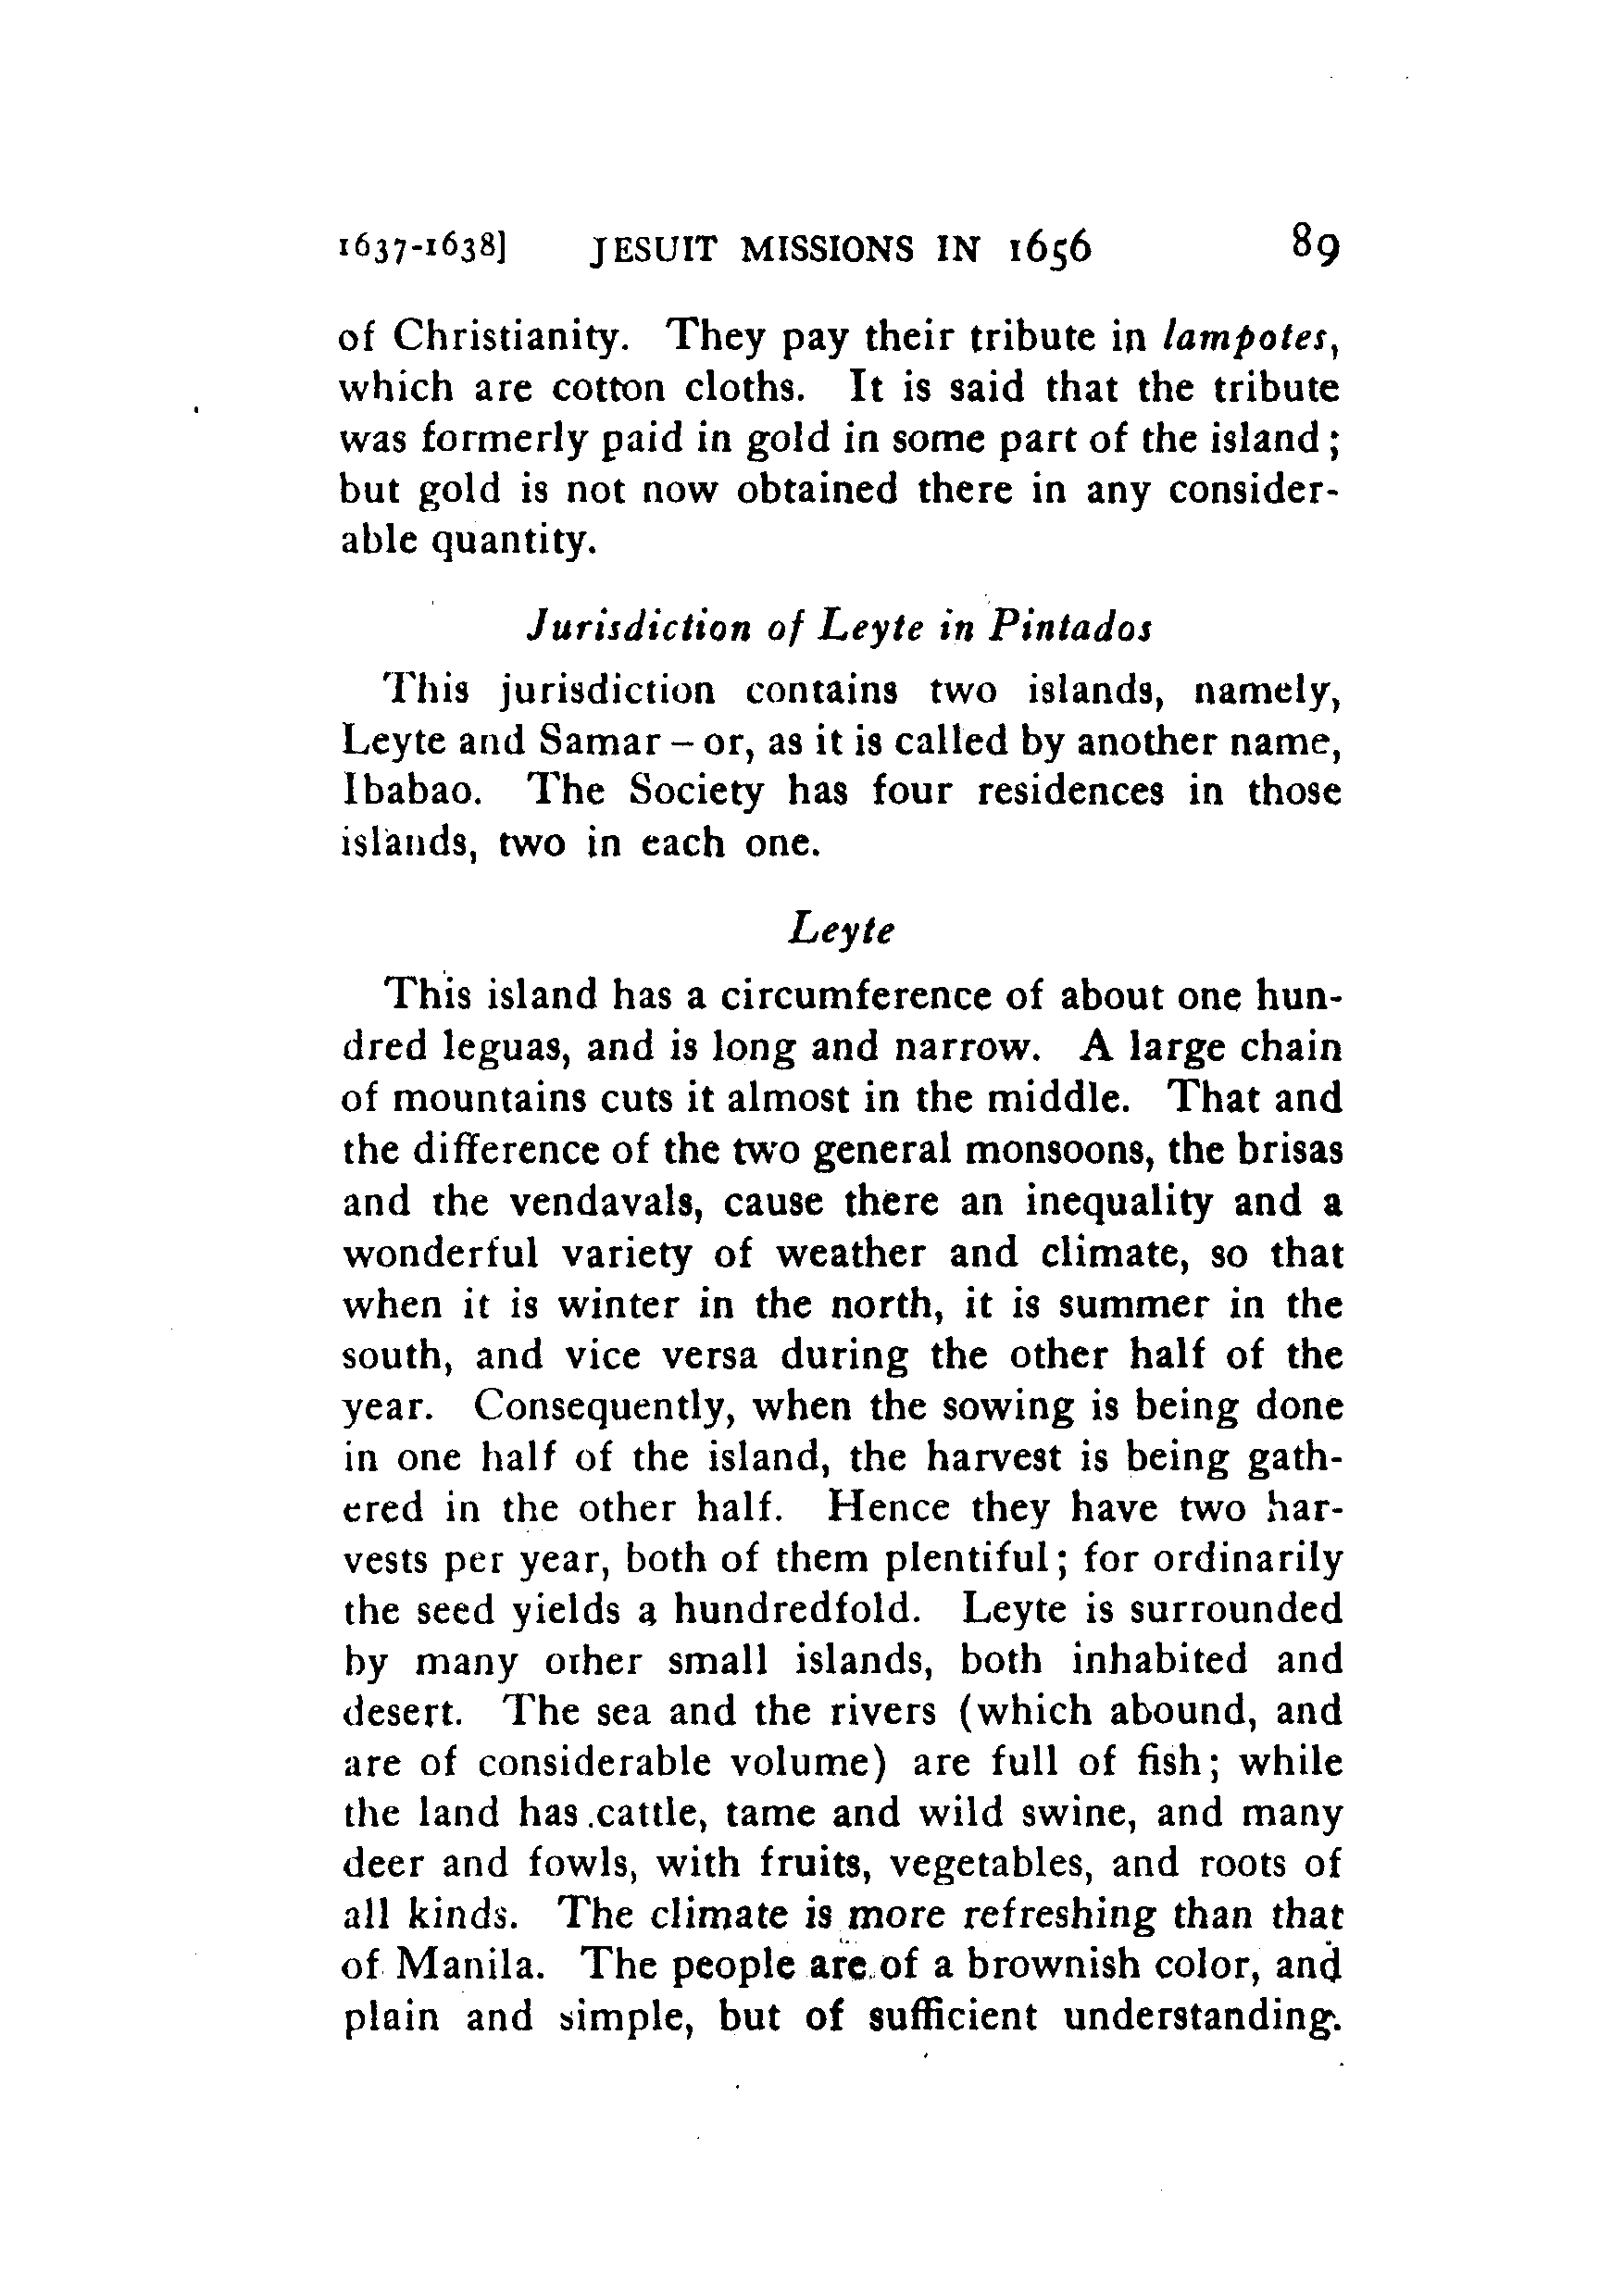 1637-1638] JESUIT MISSIONS IN 1656 89
of Christianity. They pay their tribute in lampotes,
which are cotton cloths. It is said that the tribute
was formerly paid in gold in some part of the island;
but gold is not now obtained there in any consider-
able quantity.
Jurisdiction of Leyte in Pintados
This jurisdiction contains two islands, namely,
Leyte and Samar – or, as it is called by another name,
Ibabao. The Society has four residences in those
islands, two in each one.
Leyte
This island has a circumference of about one hun-
dred leguas, and is long and narrow. A large chain
of mountains cuts it almost in the middle. That and
the difference of the two general monsoons, the brisas
and the vendavals, cause there an inequality and a
wonderful variety of weather and climate, so that
when it is winter in the north, it is summer in the
south, and vice versa during the other half of the
year. Consequently, when the sowing is being done
in one half of the island, the harvest is being gath-
ered in the other half. Hence they have two har-
vests per year, both of them plentiful; for ordinarily
the seed yields a hundredfold. Leyte is surrounded
by many other small islands, both inhabited and
desert. The sea and the rivers (which abound, and
are of considerable volume) are full of fish; while
the land has cattle, tame and wild swine, and many
deer and fowls, with fruits, vegetables, and roots of
all kinds. The climate is more refreshing than that
of Manila. The people are of a brownish color, and
plain and simple, but of sufficient understanding.